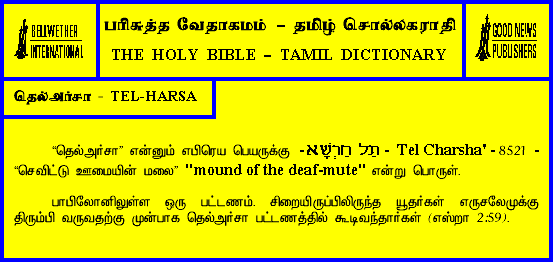 BELLWETHER
INTERNATIONAL
பரிசுத்த வேதாகமம் – தமிழ் சொல்லகராதி
THE HOLY BIBLE – TAMIL DICTIONARY
GOOD NEWS
PUBLISHERS
தெல்அர்சா - TEL-HARSA
“தெல்அர்சா” என்னும் எபிரெய பெயருக்கு -תֵּל חַרְשָׁא - Tel Charsha' - 8521 -
“செவிட்டு ஊமையின் மலை” "mound of the deaf-mute" என்று பொருள்.
பாபிலோனிலுள்ள ஒரு பட்டணம். சிறையிருப்பிலிருந்த யூதர்கள் எருசலேமுக்கு
திரும்பி வருவதற்கு முன்பாக தெல்அர்சா பட்டணத்தில் கூடிவந்தார்கள் (எஸ்றா 2:59).